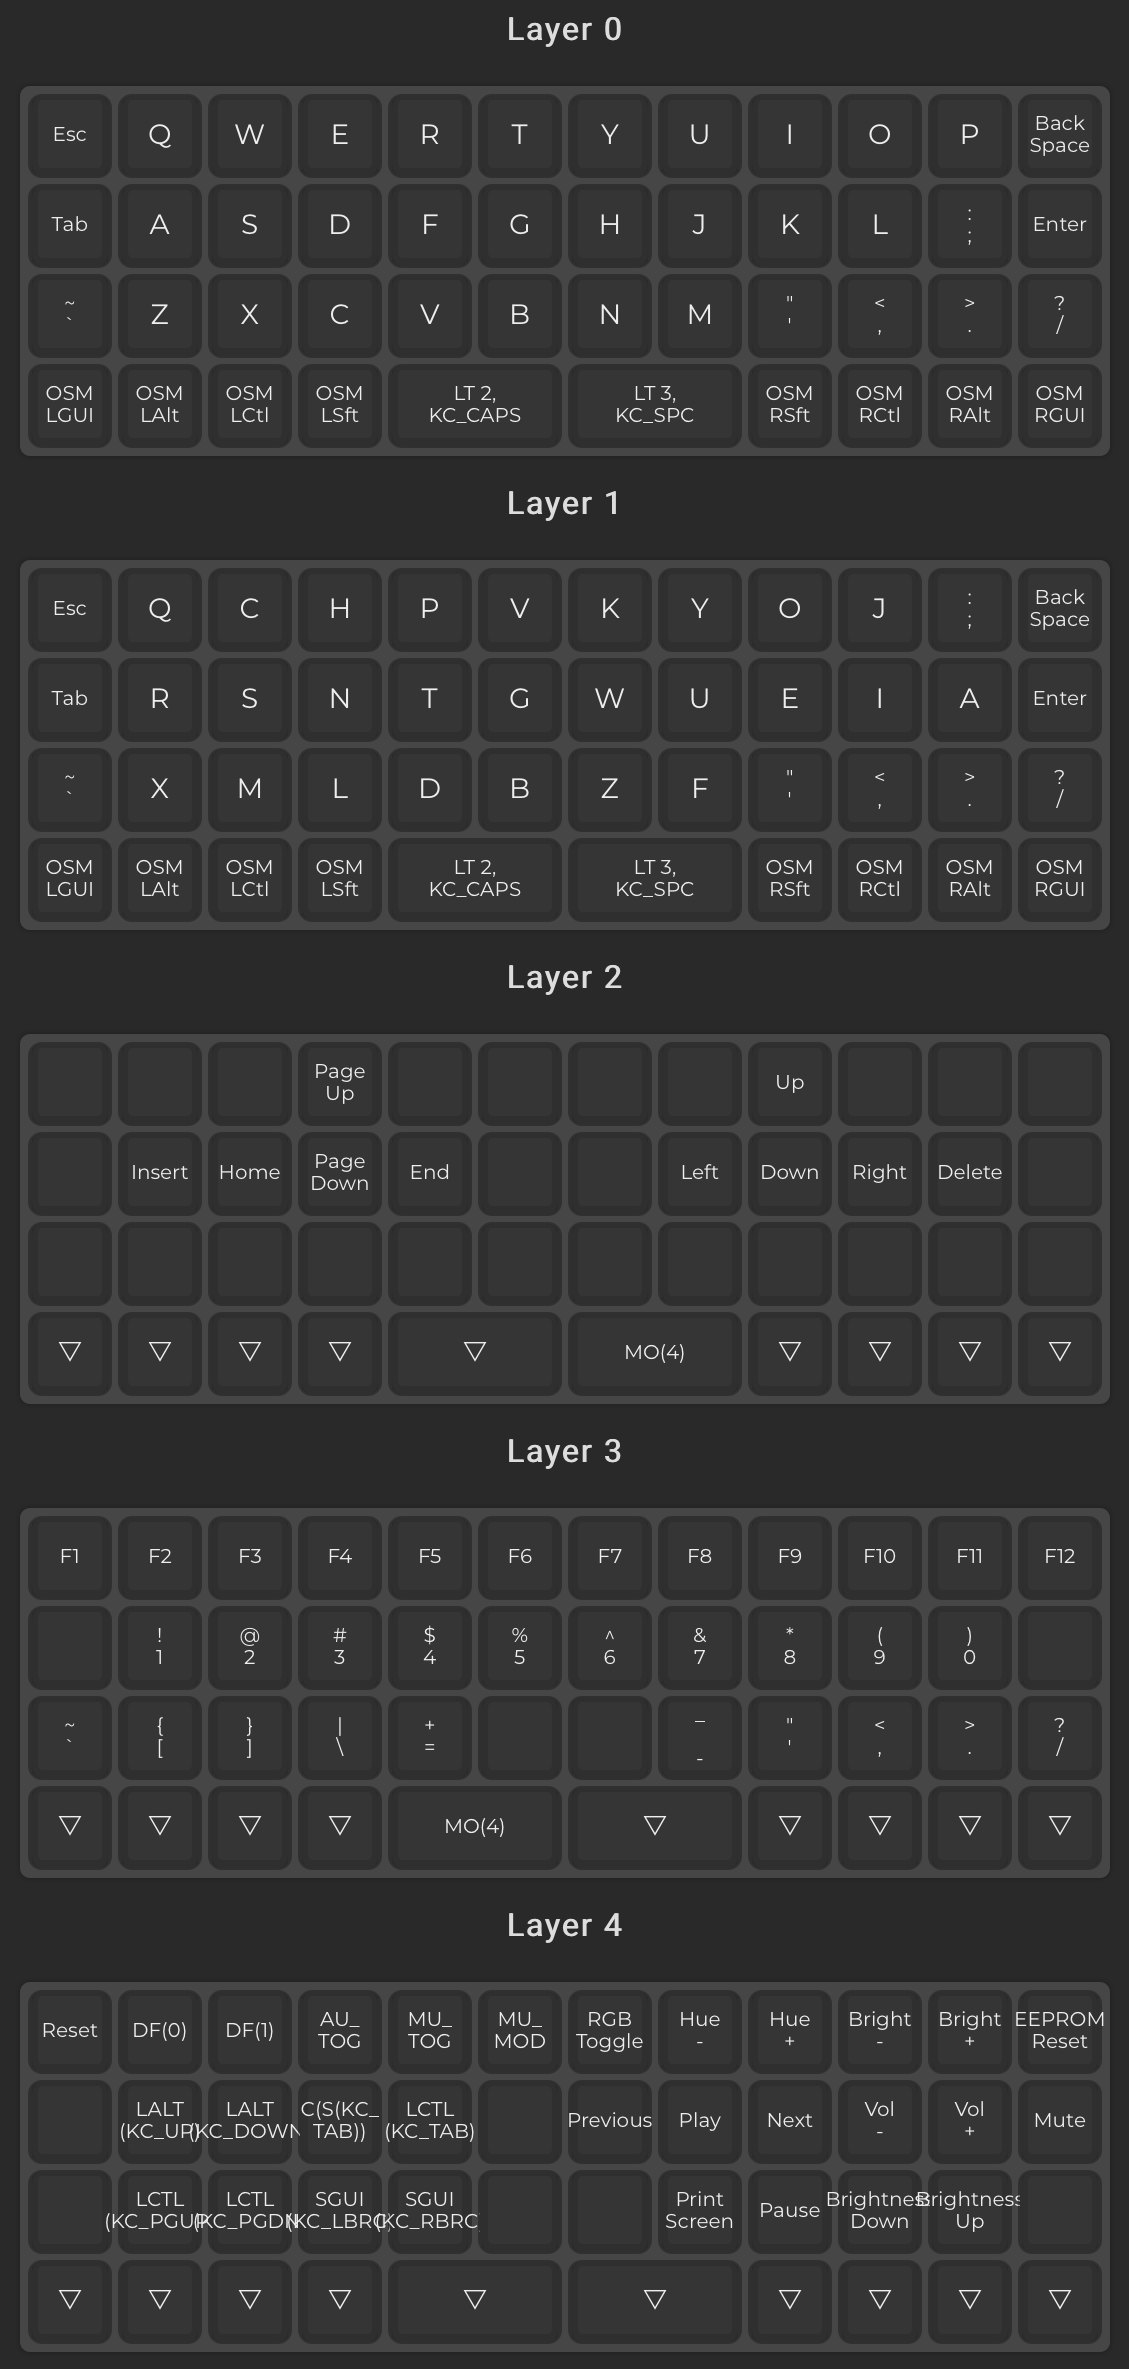 Layer 0
Esc Q W E R T Y U I O P Back Space
Tab A S D F G H J K L : ; Enter
~ ` Z X C V B N M " ' < , > . ? /
OSM LGUI OSM LAlt OSM LCtl OSM LSft LT 2, KC_CAPS LT 3, KC_SPC OSM RSft OSM RCtl OSM RAlt OSM RGUI
Layer 1
Esc Q C H P V K Y O J : ; Back Space
Tab R S N T G W U E I A Enter
~ ` X M L D B Z F " ' < , > . ? /
OSM LGUI OSM LAlt OSM LCtl OSM LSft LT 2, KC_CAPS LT 3, KC_SPC OSM RSft OSM RCtl OSM RAlt OSM RGUI
Layer 2
Page Up Up
Insert Home Page Down End Left Down Right Delete
▽ ▽ ▽ ▽ ▽ MO(4) ▽ ▽ ▽ ▽
Layer 3
F1 F2 F3 F4 F5 F6 F7 F8 F9 F10 F11 F12
! 1 @ 2 # 3 $ 4 % 5 ^ 6 & 7 * 8 ( 9 ) 0
~ ` { [ } ] | \ + = _ - " ' < , > . ? /
▽ ▽ ▽ ▽ MO(4) ▽ ▽ ▽ ▽ ▽
Layer 4
Reset DF(0) DF(1) AU_ TOG MU_ TOG MU_ MOD RGB Toggle Hue - Hue + Bright - Bright + EEPROM Reset
LALT (KC_UP) LALT (KC_DOWN C(S(KC_ TAB)) LCTL (KC_TAB) Previous Play Next Vol - Vol + Mute
LCTL (KC_PGUP LCTL (KC_PGDN SGUI (KC_LBRC SGUI (KC_RBRC Print Screen Pause Brightness Down Brightness Up
▽ ▽ ▽ ▽ ▽ ▽ ▽ ▽ ▽ ▽